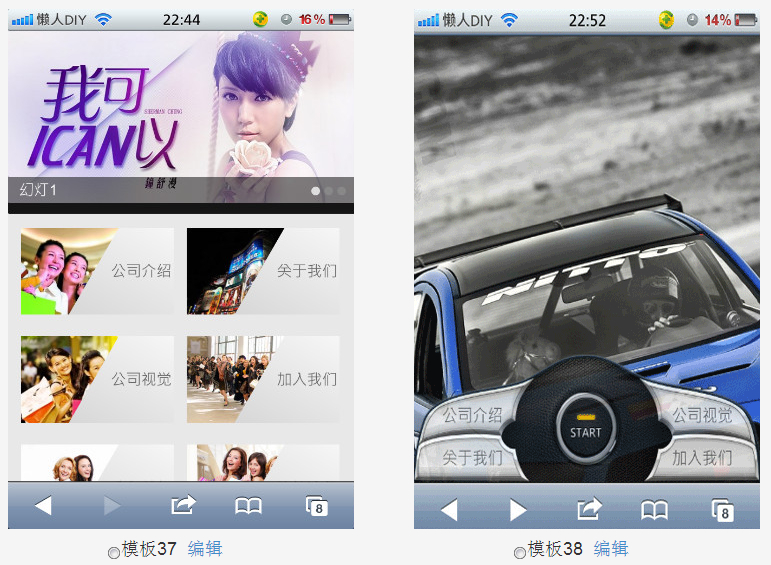 懒人DIY 22:44 16%
我可
SHERMAN CHUNG
ICAN以
钟舒漫
幻灯1
公司介绍 关于我们
公司视觉 加入我们
8
模板37 编辑
懒人DIY 22:52 14%
NITTO
公司介绍 公司视觉
START
关于我们 加入我们
8
模板38 编辑